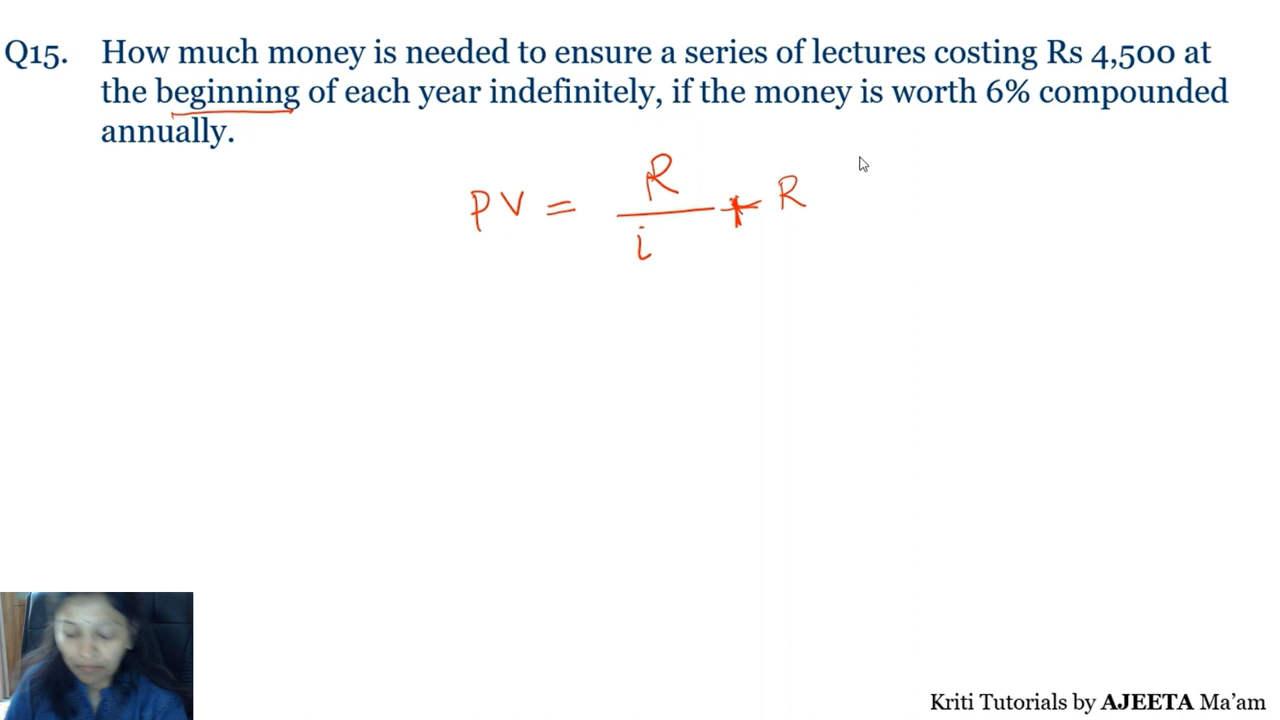 Q15. How much money is needed to ensure a series of lectures costing Rs 4,500 at
the beginning of each year indefinitely, if the money is worth 6% compounded
annually.
PV = R/i + R
Kriti Tutorials by AJEETA Ma'am